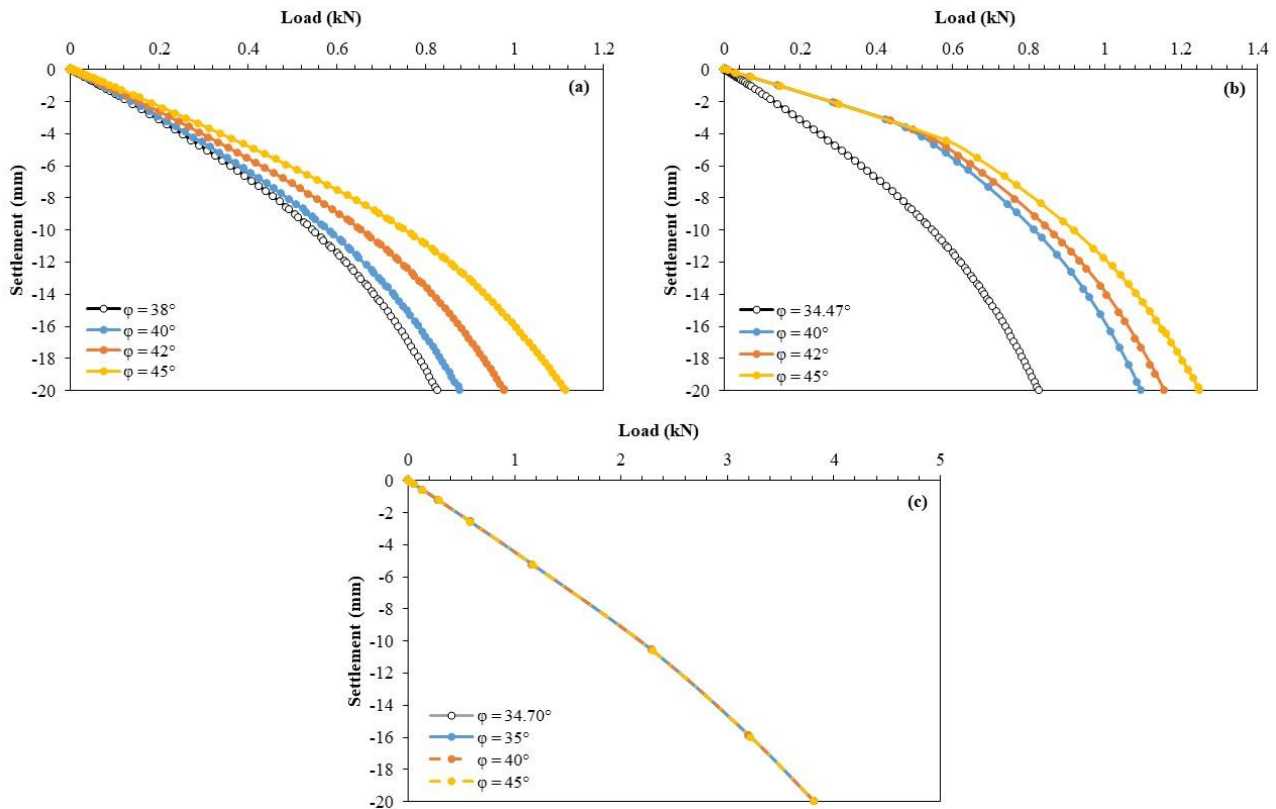 Load (kN)
0 0.2 0.4 0.6 0.8 1 1.2
0
-2
-4
-6
-8
-10
-12
-14
-16
-18
-20
Settlement (mm)
(a)
φ = 38°
φ = 40°
φ = 42°
φ = 45°
Load (kN)
0 0.2 0.4 0.6 0.8 1 1.2 1.4
0
-2
-4
-6
-8
-10
-12
-14
-16
-18
-20
Settlement (mm)
(b)
φ = 34.47°
φ = 40°
φ = 42°
φ = 45°
Load (kN)
0 1 2 3 4 5
0
-2
-4
-6
-8
-10
-12
-14
-16
-18
-20
Settlement (mm)
(c)
φ = 34.70°
φ = 35°
φ = 40°
φ = 45°